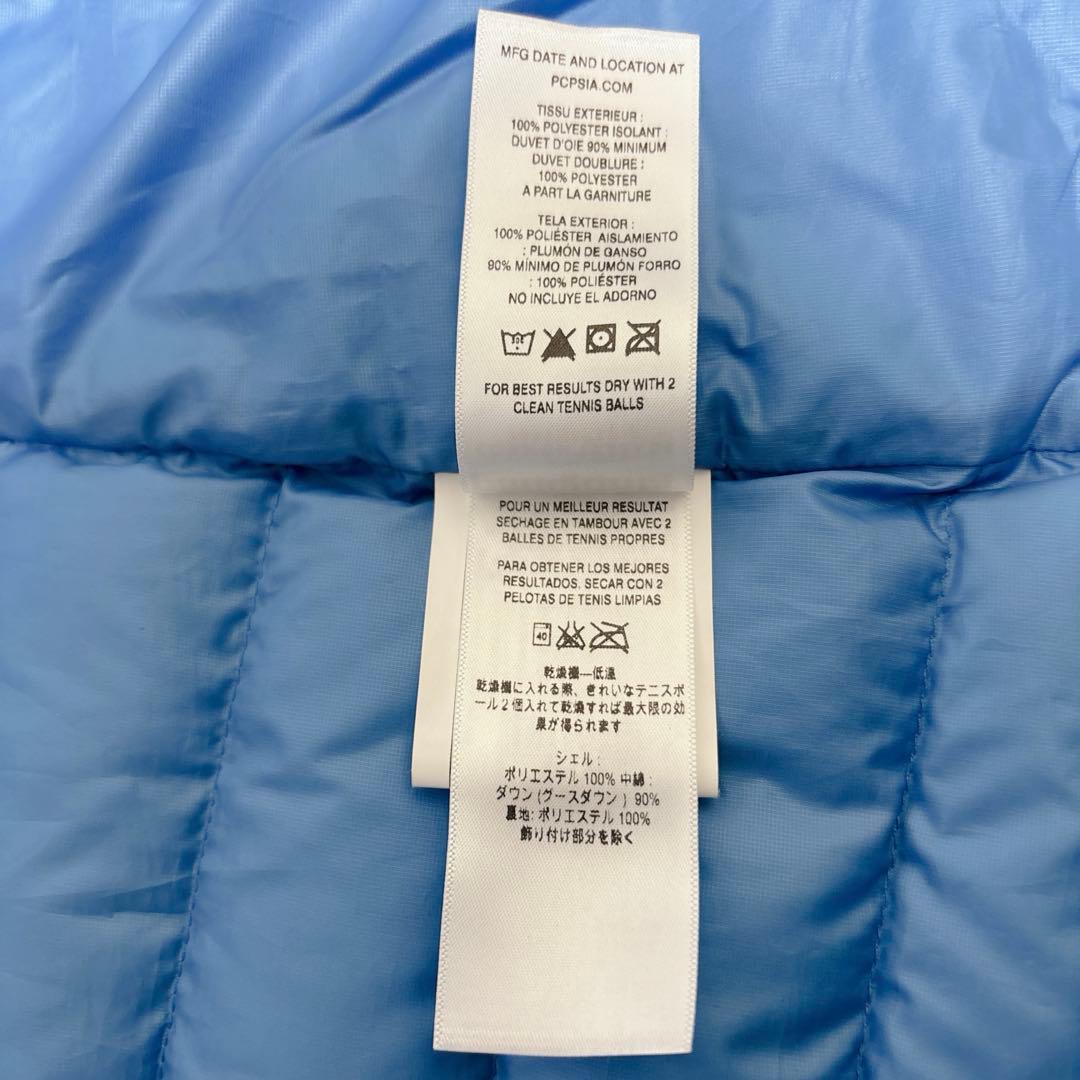 MFG DATE AND LOCATION AT
PCPSIA.COM
TISSU EXTERIEUR :
100% POLYESTER ISOLANT :
DUVET D'OIE 90% MINIMUM
DUVET DOUBLURE :
100% POLYESTER
A PART LA GARNITURE
TELA EXTERIOR :
100% POLIÉSTER AISLAMIENTO
: PLUMÓN DE GANSO
90% MÍNIMO DE PLUMÓN FORRO
: 100% POLIÉSTER
NO INCLUYE EL ADORNO
FOR BEST RESULTS DRY WITH 2
CLEAN TENNIS BALLS
POUR UN MEILLEUR RESULTAT
SECHAGE EN TAMBOUR AVEC 2
BALLES DE TENNIS PROPRES
PARA OBTENER LOS MEJORES
RESULTADOS, SECAR CON 2
PELOTAS DE TENIS LIMPIAS
40
乾燥機—低温
乾燥機に入れる際、きれいなテニスボ
ール2個入れて乾燥すれば最大限の効
果が得られます
シェル :
ポリエステル 100% 中綿 :
ダウン (グースダウン ) 90%
裏地: ポリエステル 100%
飾り付け部分を除く